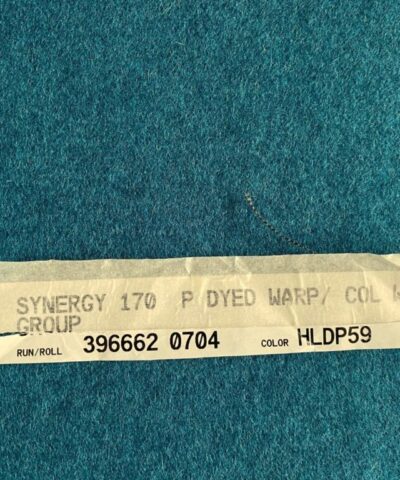 SYNERGY 170 P DYED WARP/ COL
GROUP
RUN/ROLL 396662 0704 COLOR HLDP59